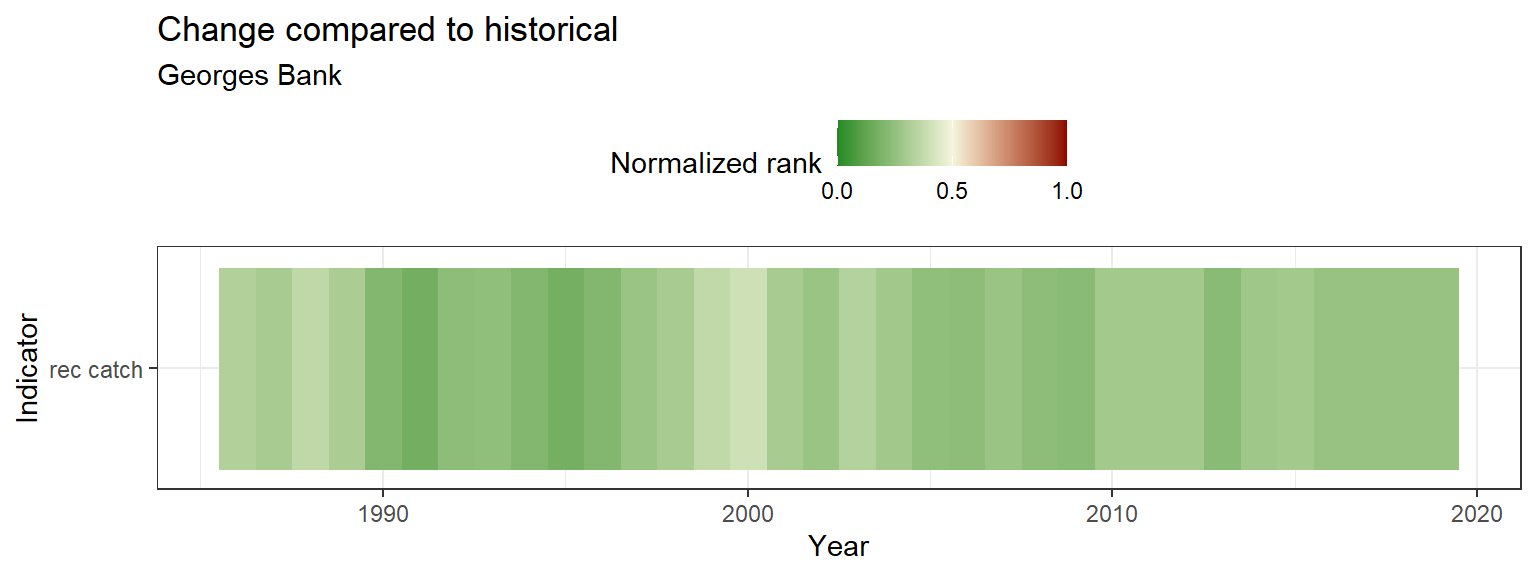 Change compared to historical
Georges Bank
Normalized rank
0.0 0.5 1.0
Indicator
rec catch
1990 2000 2010 2020
Year